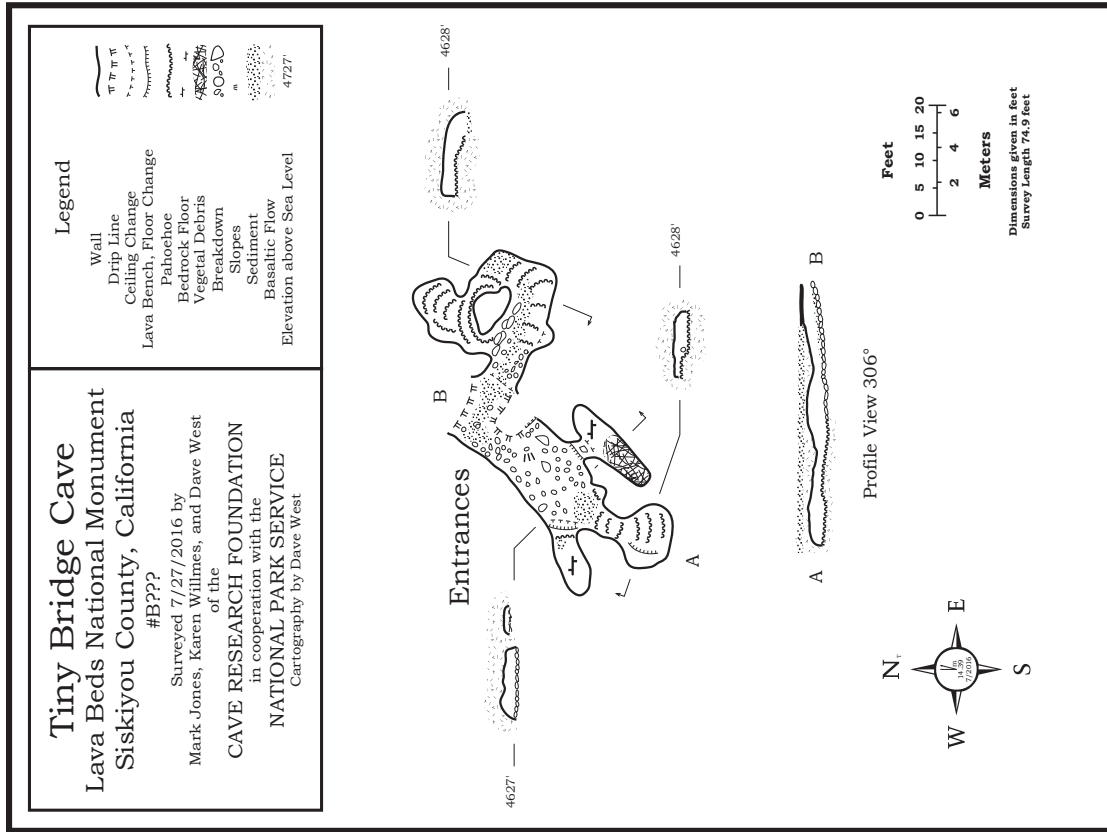 Tiny Bridge Cave
Lava Beds National Monument
Siskiyou County, California
#B???
Surveyed 7/27/2016 by
Mark Jones, Karen Willmes, and Dave West
of the
CAVE RESEARCH FOUNDATION
in cooperation with the
NATIONAL PARK SERVICE
Cartography by Dave West
Legend
Wall
Drip Line
Ceiling Change
Lava Bench, Floor Change
Pahoehoe
Bedrock Floor
Vegetal Debris
Breakdown
Slopes
Sediment
Basaltic Flow
Elevation above Sea Level
4727'
4627'
Entrances
B
4628'
A
4628'
A
B
Profile View 306°
N
T
W
E
S
m
14.39
7/2016
Feet
0 5 10 15 20
2 4 6
Meters
Dimensions given in feet
Survey Length 74.9 feet